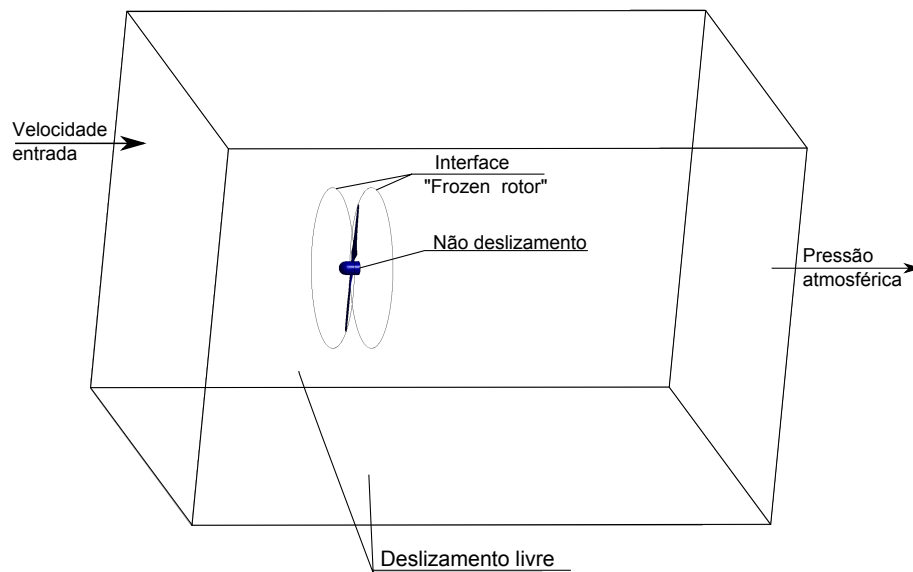 Velocidade
entrada
Interface
"Frozen rotor"
Não deslizamento
Pressão
atmosférica
Deslizamento livre